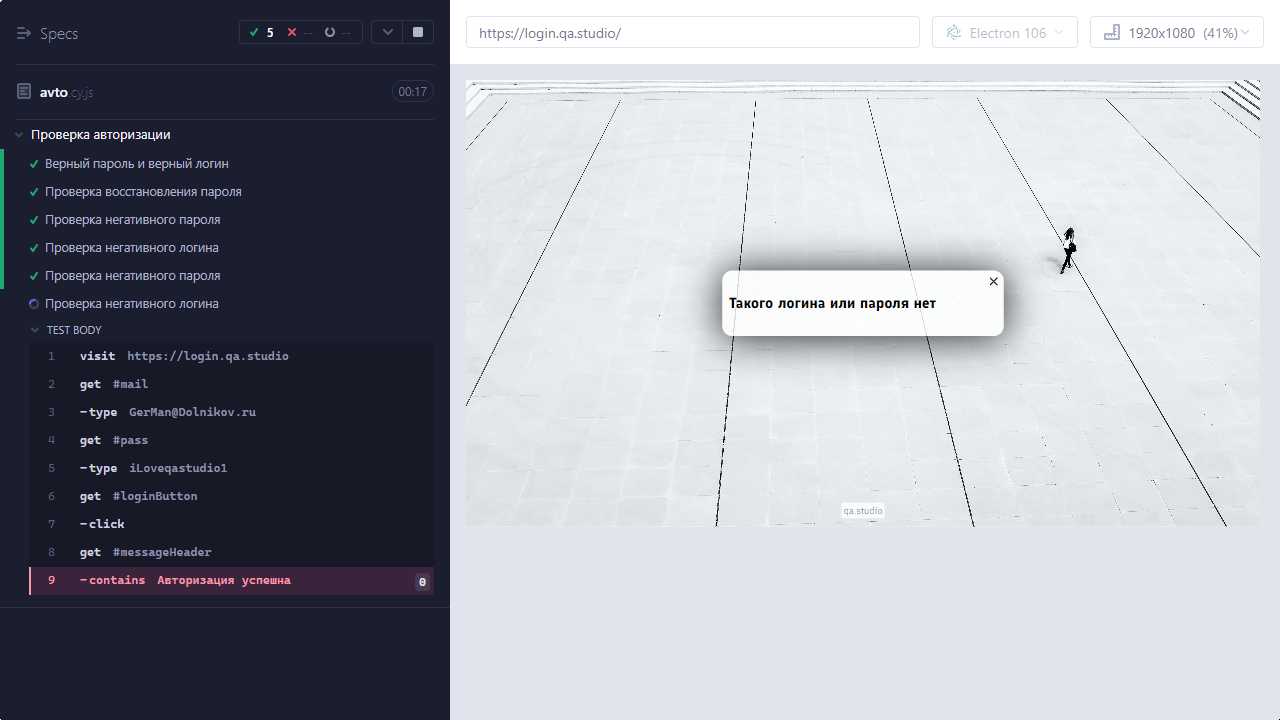 Specs
5
--
--
https://login.qa.studio/
Electron 106
1920x1080 (41%)
avto.cy.js
00:17
Проверка авторизации
Верный пароль и верный логин
Проверка восстановления пароля
Проверка негативного пароля
Проверка негативного логина
Проверка негативного пароля
Проверка негативного логина
TEST BODY
1 visit https://login.qa.studio
2 get #mail
3 -type GerMan@Dolnikov.ru
4 get #pass
5 -type iLoveqastudio1
6 get #loginButton
7 -click
8 get #messageHeader
9 -contains Авторизация успешна 0
Такого логина или пароля нет
qa.studio